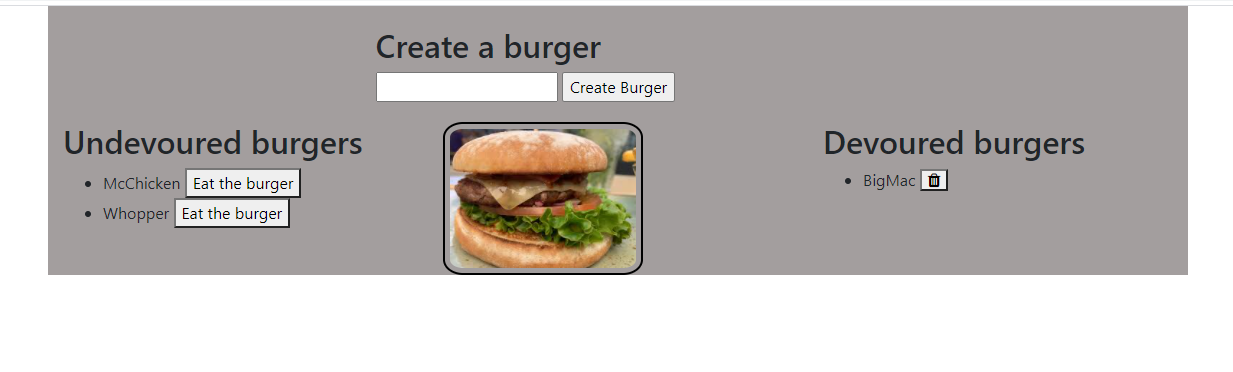 Create a burger
Create Burger
Undevoured burgers
McChicken Eat the burger
Whopper Eat the burger
Devoured burgers
BigMac